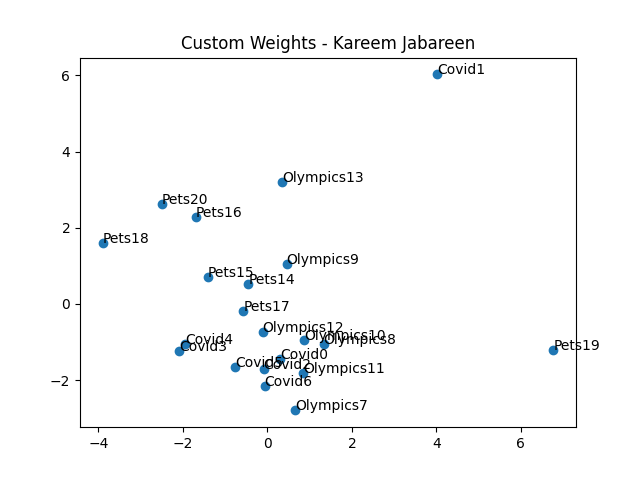 Custom Weights - Kareem Jabareen
Covid1
Olympics13
Pets20
Pets16
Pets18
Olympics9
Pets15
Pets14
Pets17
Olympics12
Olympics10
Olympics8
Covid4
Covid3
Pets19
Covid0
Covid5
Covid2
Olympics11
Covid6
Olympics7
6
4
2
0
−2
−4
−2
0
2
4
6